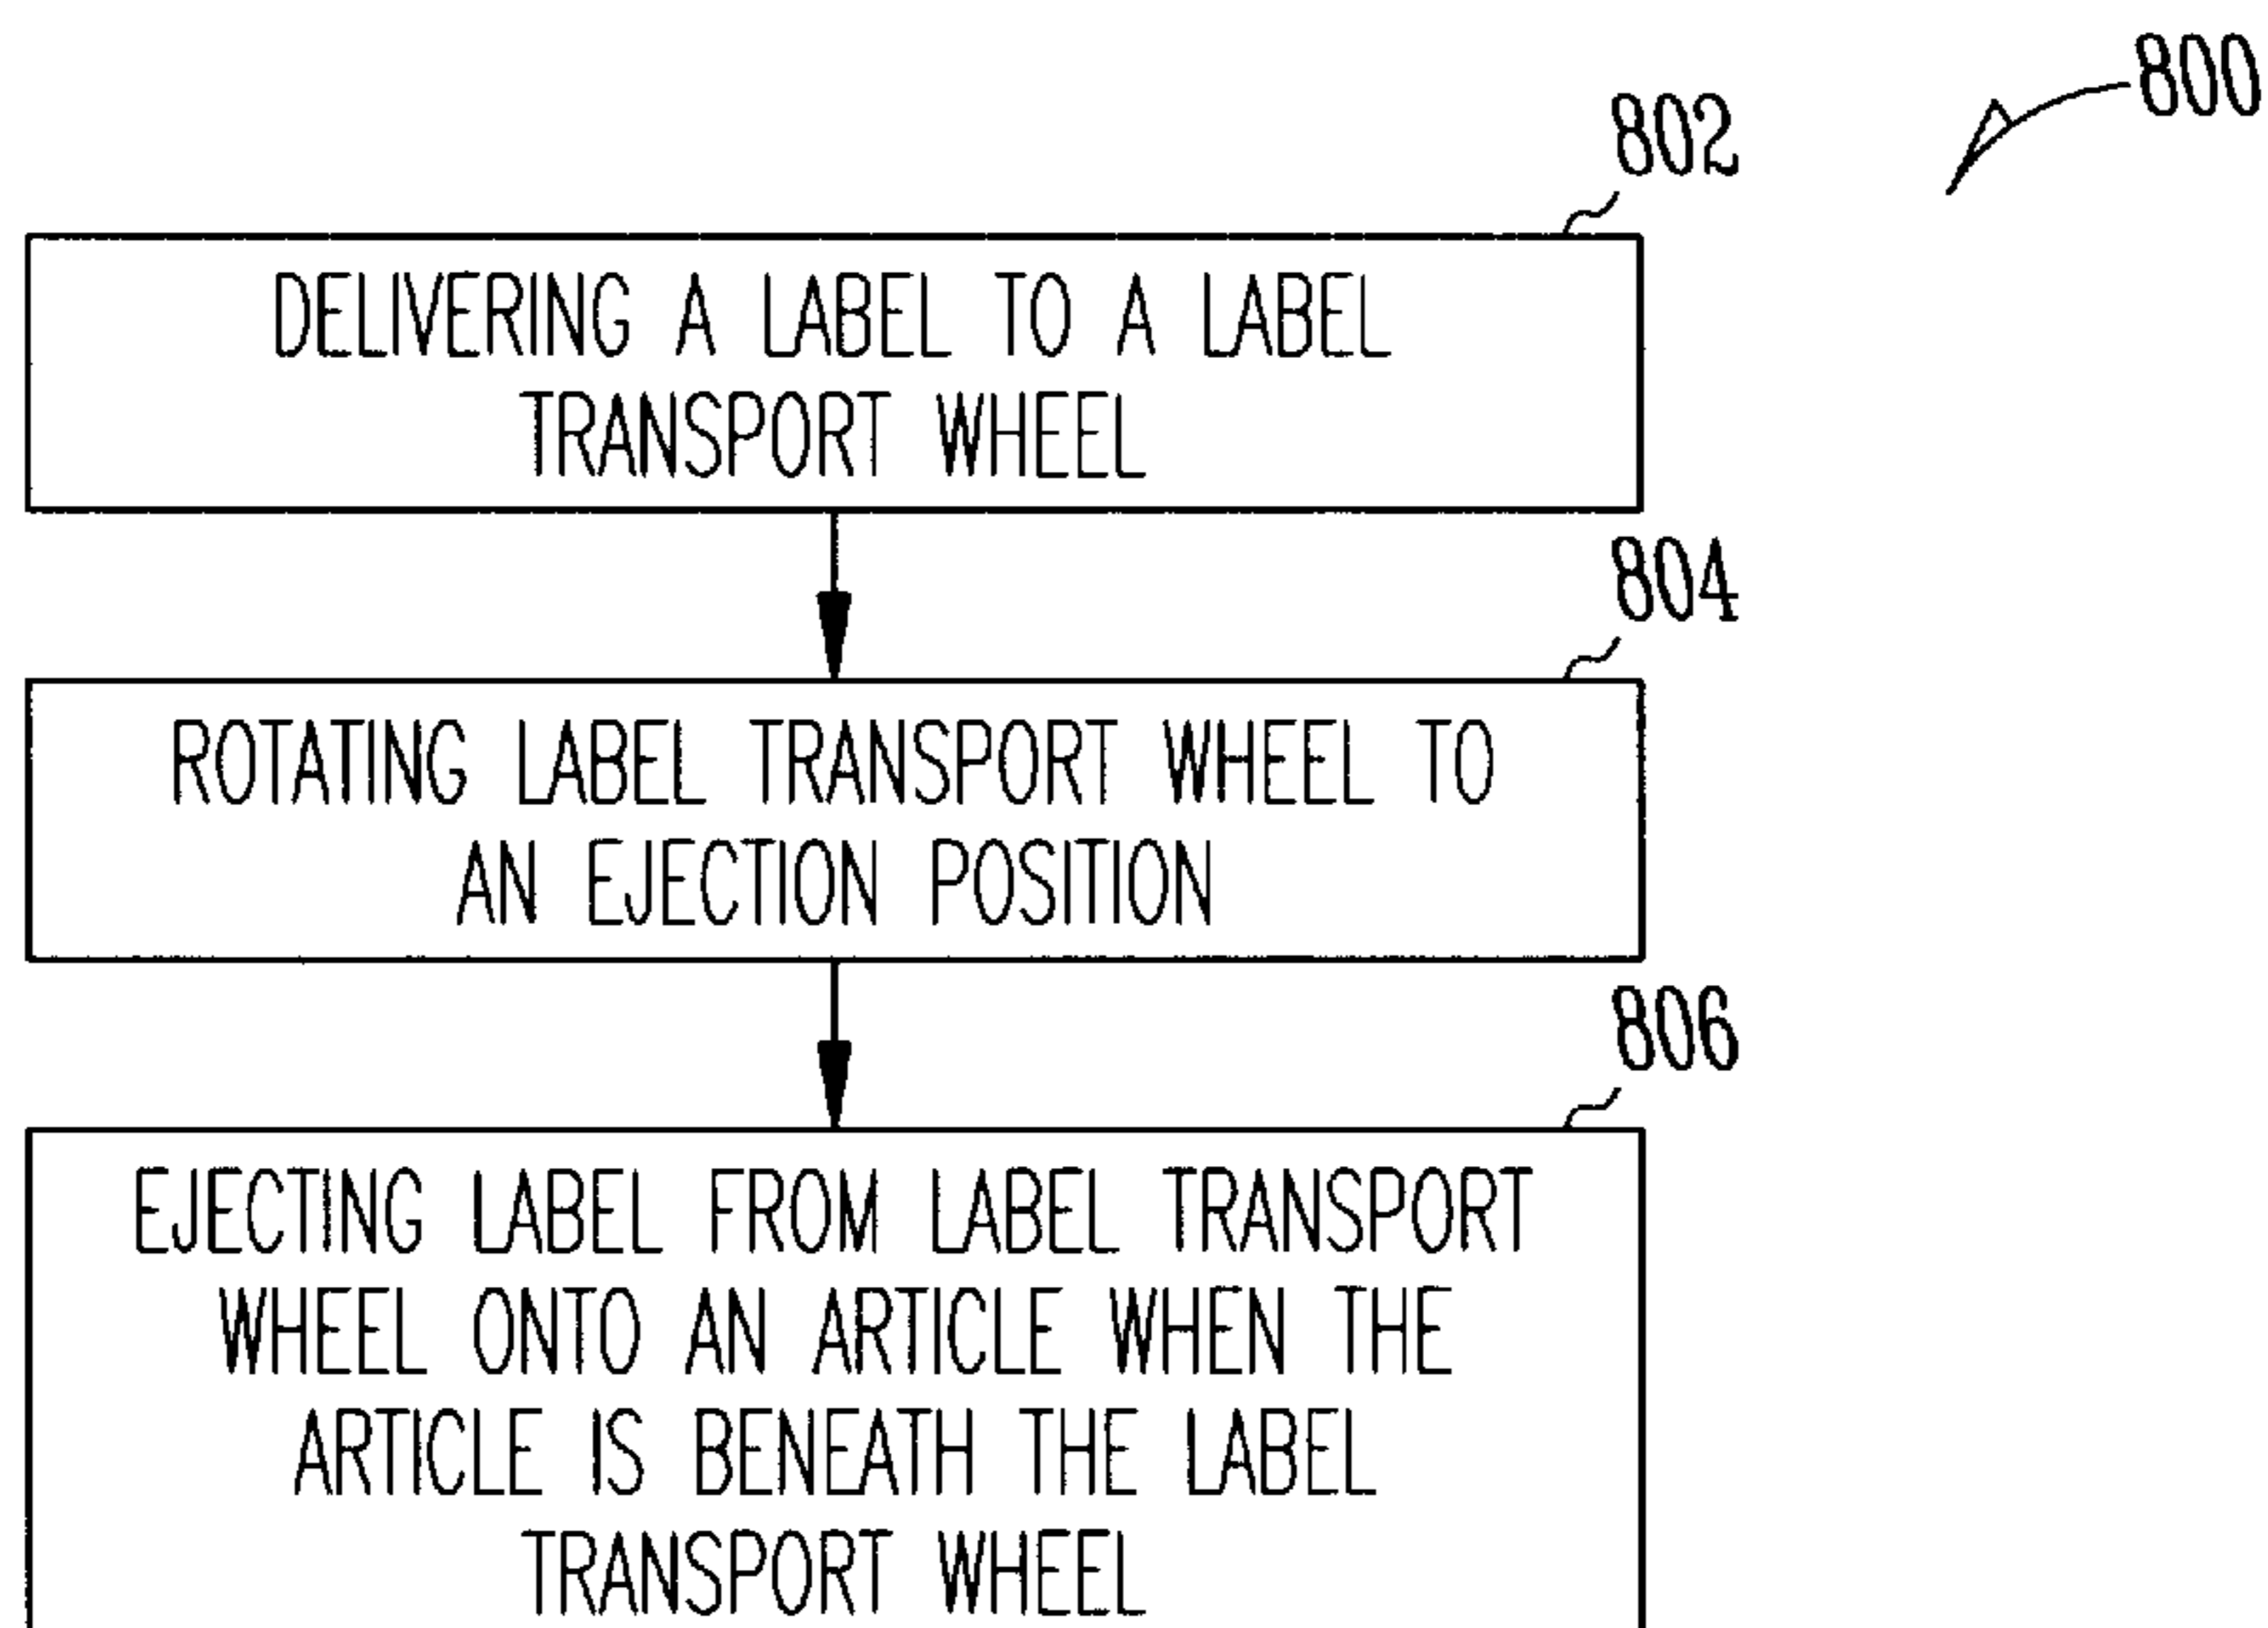 800
802
DELIVERING A LABEL TO A LABEL
TRANSPORT WHEEL
804
ROTATING LABEL TRANSPORT WHEEL TO
AN EJECTION POSITION
806
EJECTING LABEL FROM LABEL TRANSPORT
WHEEL ONTO AN ARTICLE WHEN THE
ARTICLE IS BENEATH THE LABEL
TRANSPORT WHEEL